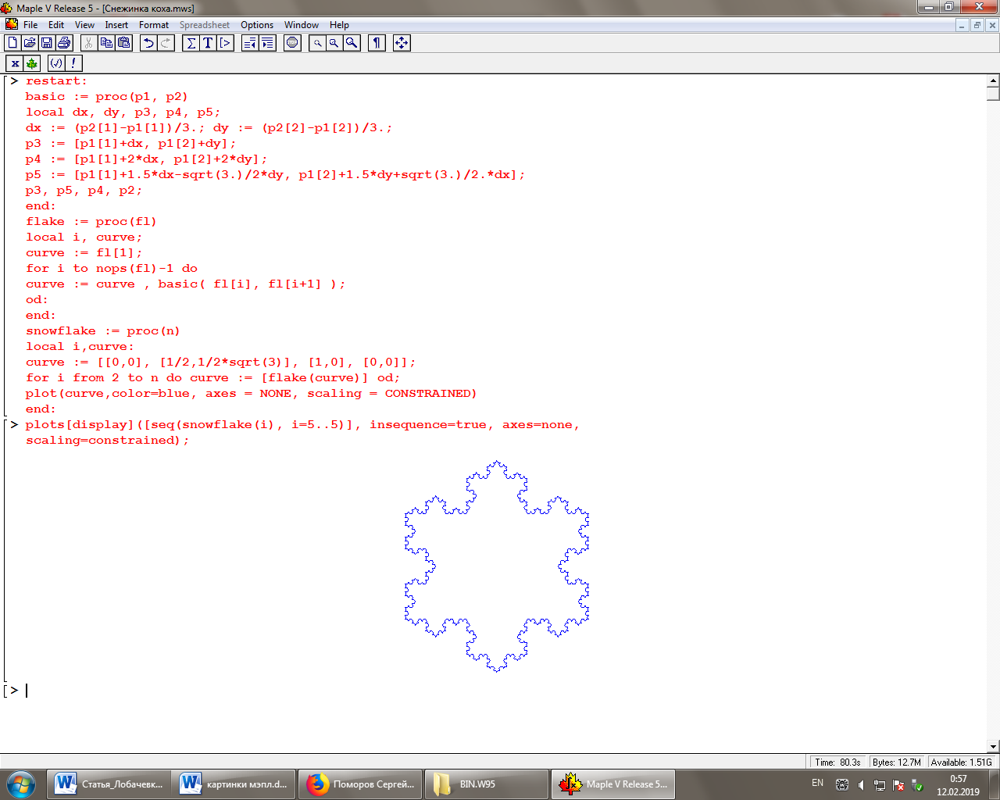 Maple V Release 5 - [Снежинка коха.mws]
File Edit View Insert Format Spreadsheet Options Window Help
> restart:
basic := proc(p1, p2)
local dx, dy, p3, p4, p5;
dx := (p2[1]-p1[1])/3.; dy := (p2[2]-p1[2])/3.;
p3 := [p1[1]+dx, p1[2]+dy];
p4 := [p1[1]+2*dx, p1[2]+2*dy];
p5 := [p1[1]+1.5*dx-sqrt(3.)/2*dy, p1[2]+1.5*dy+sqrt(3.)/2.*dx];
p3, p5, p4, p2;
end:
flake := proc(fl)
local i, curve;
curve := fl[1];
for i to nops(fl)-1 do
curve := curve , basic( fl[i], fl[i+1] );
od:
end:
snowflake := proc(n)
local i,curve:
curve := [[0,0], [1/2,1/2*sqrt(3)], [1,0], [0,0]];
for i from 2 to n do curve := [flake(curve)] od;
plot(curve,color=blue, axes = NONE, scaling = CONSTRAINED)
end:
> plots[display]([seq(snowflake(i), i=5..5)], insequence=true, axes=none,
scaling=constrained);
>
Time: 80.3s Bytes: 12.7M Available: 1.51G
Статья_Лобачевк... картинки мэпл.d... Поморов Сергей... BIN.W95 Maple V Release 5... EN 0:57
12.02.2019